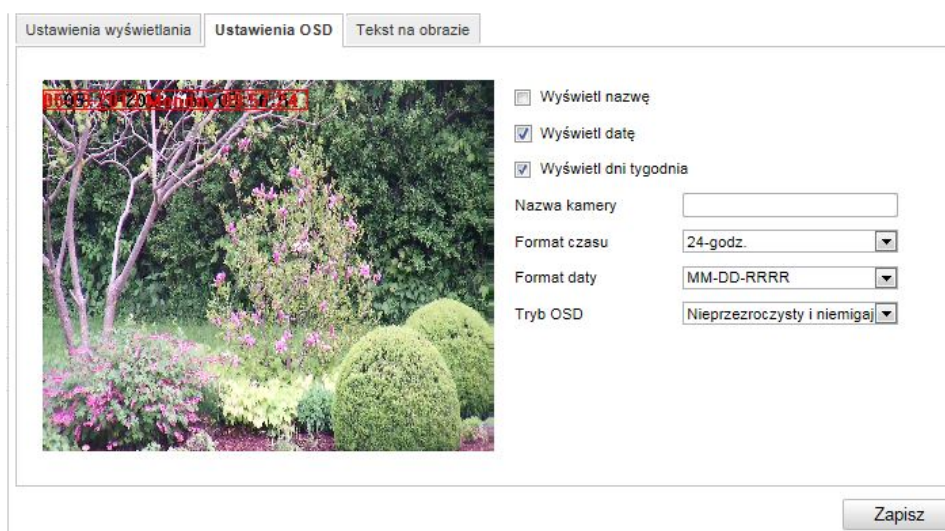 Ustawienia wyświetlania
Ustawienia OSD
Tekst na obrazie
Wyświetl nazwę
Wyświetl datę
Wyświetl dni tygodnia
Nazwa kamery
Format czasu 24-godz.
Format daty MM-DD-RRRR
Tryb OSD Nieprzezroczysty i niemigaj
Zapisz